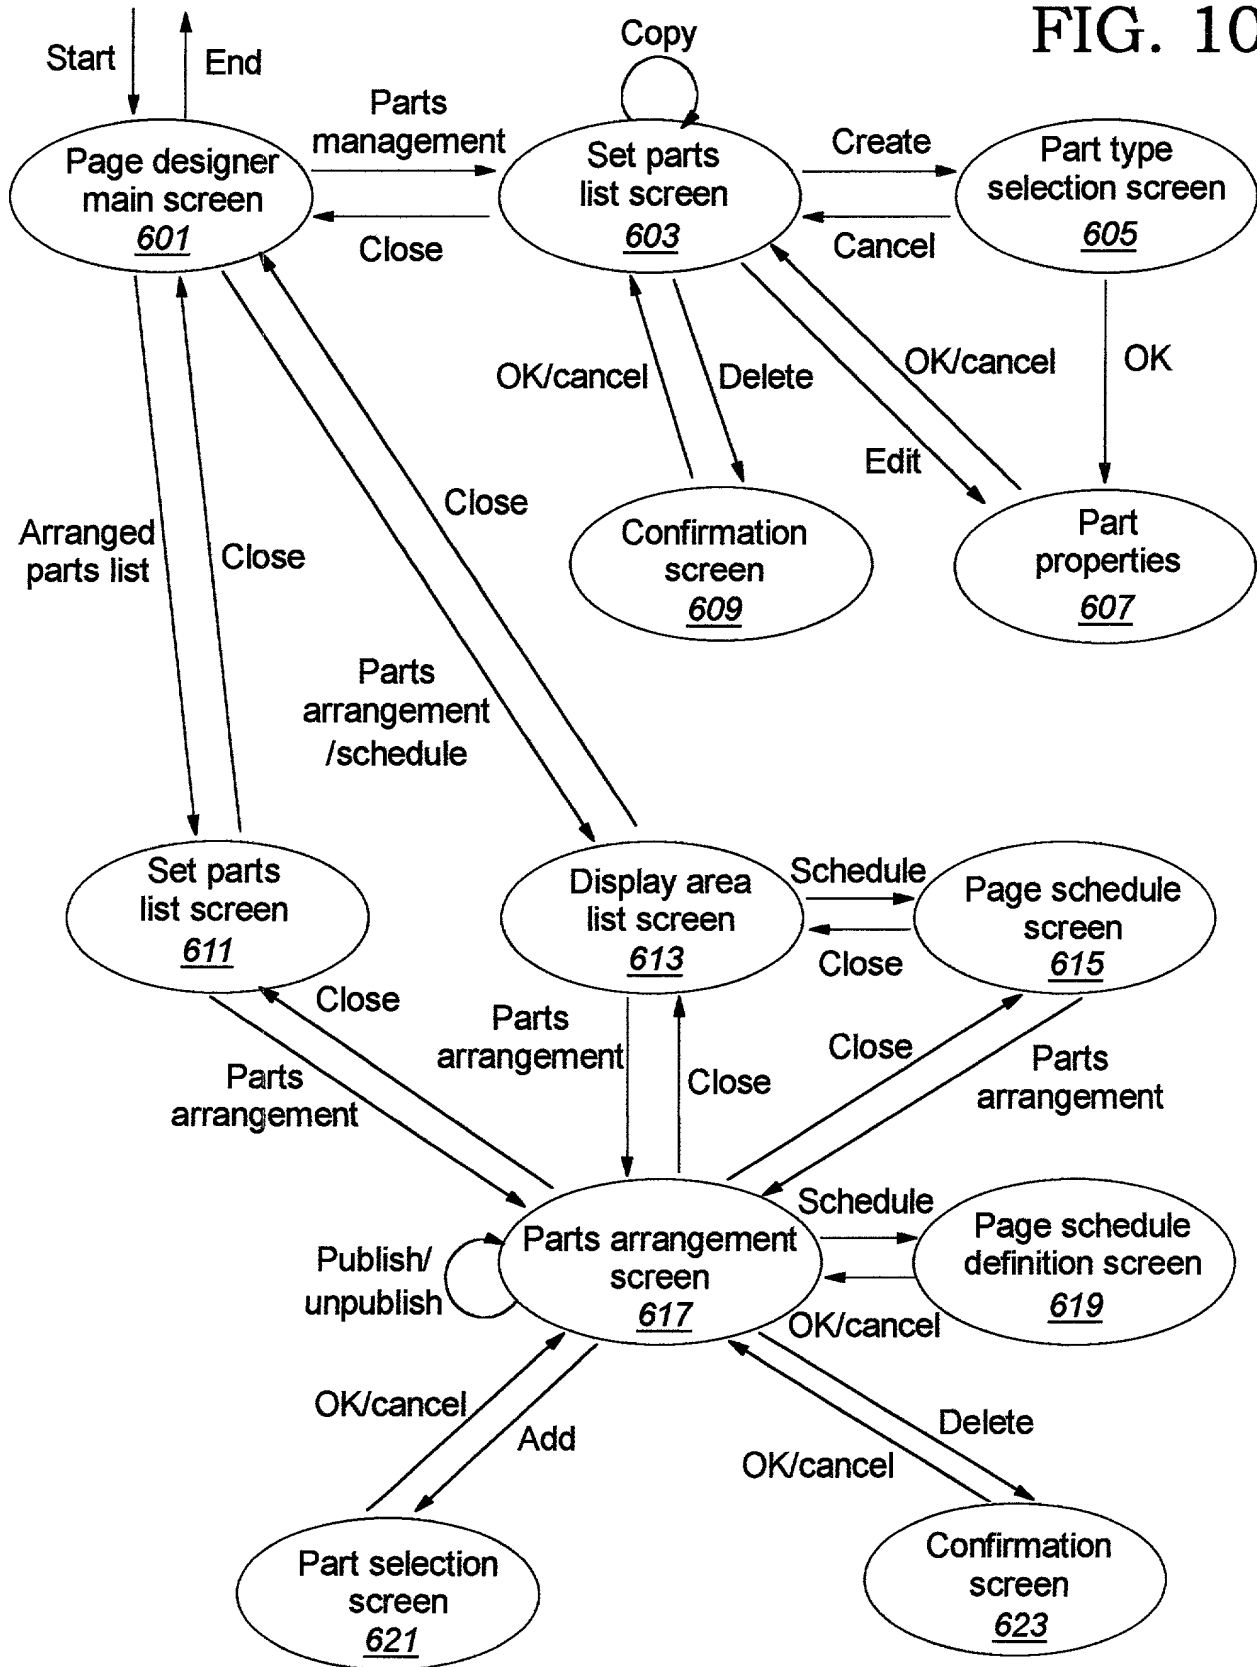 FIG. 10
Start
End
Copy
Parts
management
Page designer
main screen
601
Set parts
list screen
603
Create
Part type
selection screen
605
Close
Cancel
OK/cancel
Delete
OK/cancel
OK
Edit
Arranged
parts list
Close
Close
Confirmation
screen
609
Part
properties
607
Parts
arrangement
/schedule
Set parts
list screen
611
Display area
list screen
613
Schedule
Close
Page schedule
screen
615
Close
Parts
arrangement
Parts
arrangement
Close
Close
Parts
arrangement
Publish/
unpublish
Parts arrangement
screen
617
Schedule
OK/cancel
Page schedule
definition screen
619
OK/cancel
Add
Delete
OK/cancel
Part selection
screen
621
Confirmation
screen
623